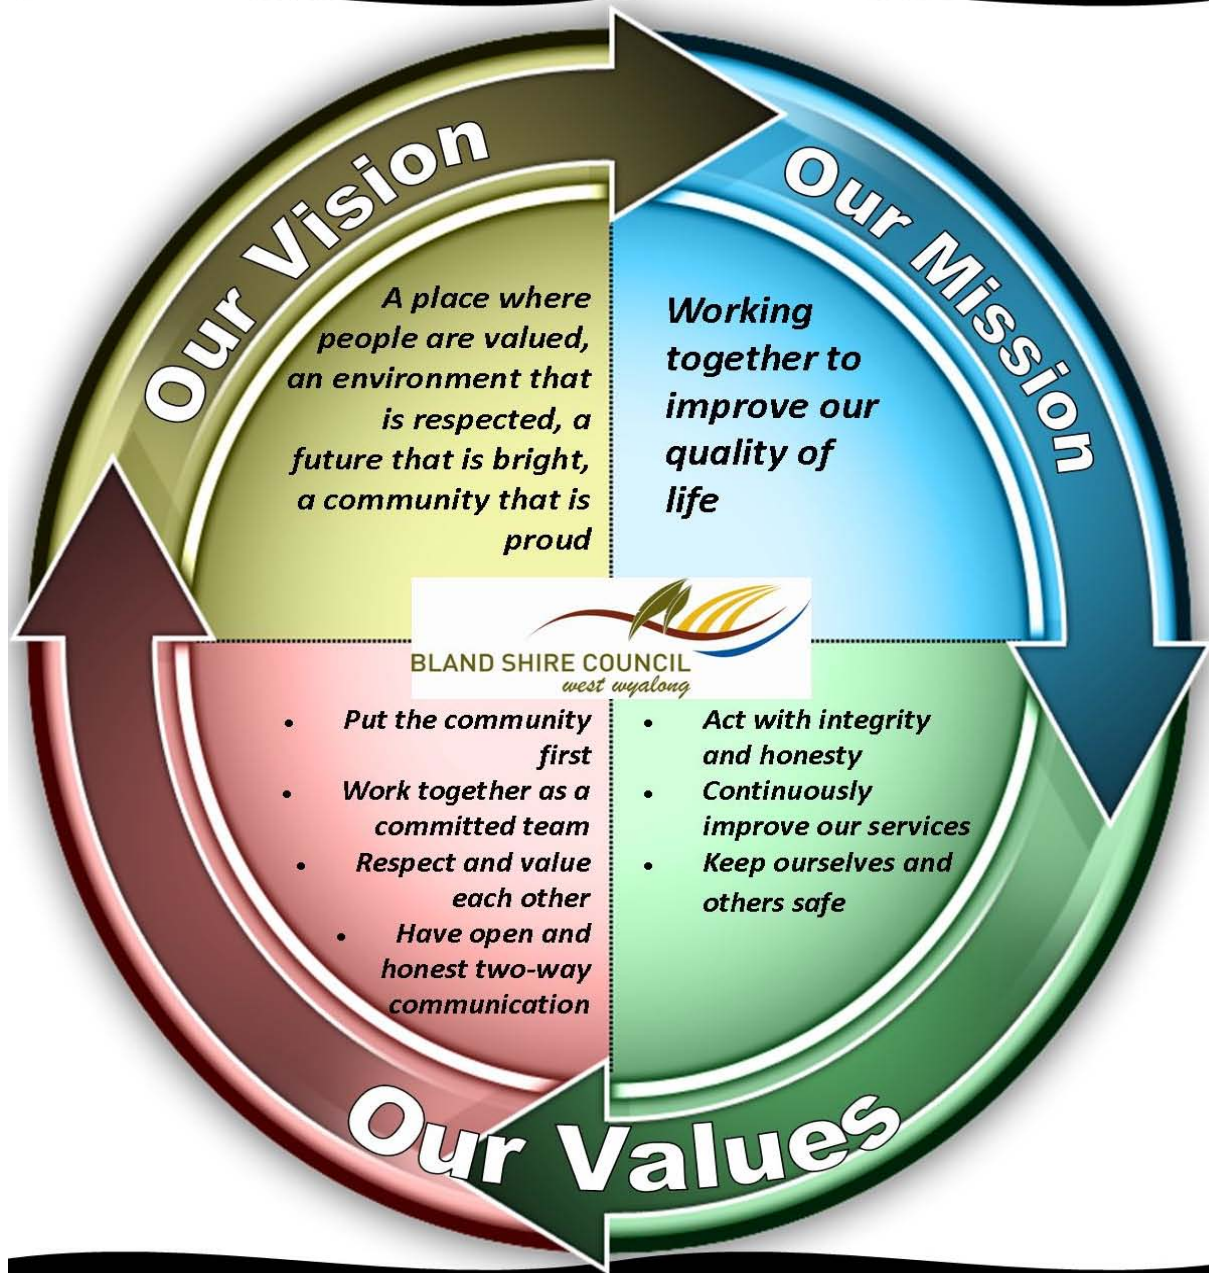 Our Vision
A place where
people are valued,
an environment that
is respected, a
future that is bright,
a community that is
proud
Our Mission
Working
together to
improve our
quality of
life
BLAND SHIRE COUNCIL
west wyalong
• Put the community
first
• Work together as a
committed team
• Respect and value
each other
• Have open and
honest two-way
communication
• Act with integrity
and honesty
• Continuously
improve our services
• Keep ourselves and
others safe
Our Values